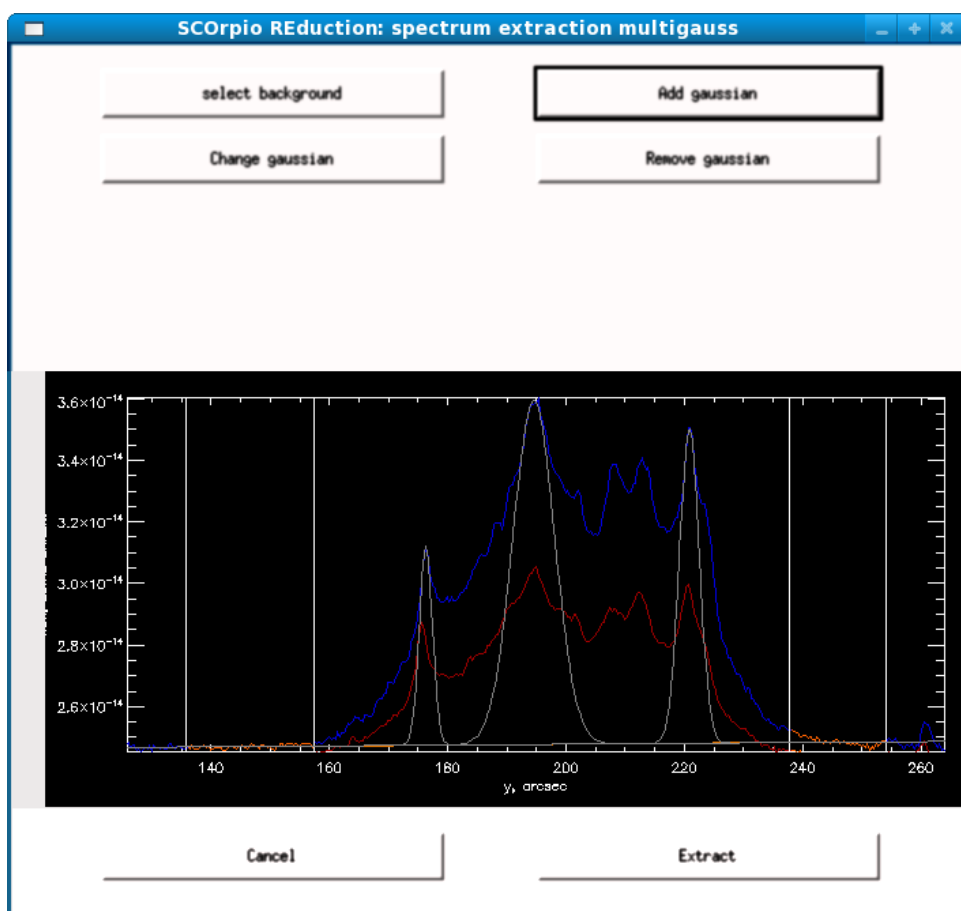 SCOrpio REduction: spectrum extraction multigauss
select background
Add gaussian
Change gaussian
Remove gaussian
3.6×10⁻¹⁴
3.4×10⁻¹⁴
3.2×10⁻¹⁴
3.0×10⁻¹⁴
2.8×10⁻¹⁴
2.6×10⁻¹⁴
140 160 180 200 220 240 260
y, arcsec
Cancel
Extract